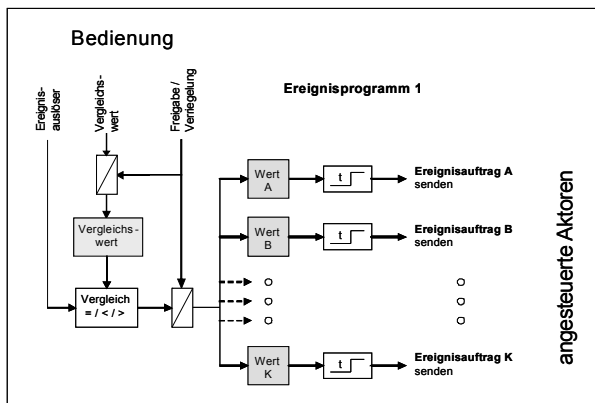 Bedienung
Ereignis-
auslöser
Vergleichs-
wert
Freigabe /
Verriegelung
Ereignisprogramm 1
Wert
A
t
Ereignisauftrag A
senden
Wert
B
t
Ereignisauftrag B
senden
Vergleichs-
wert
Vergleich
= / < / >
Wert
K
t
Ereignisauftrag K
senden
angesteuerte Aktoren